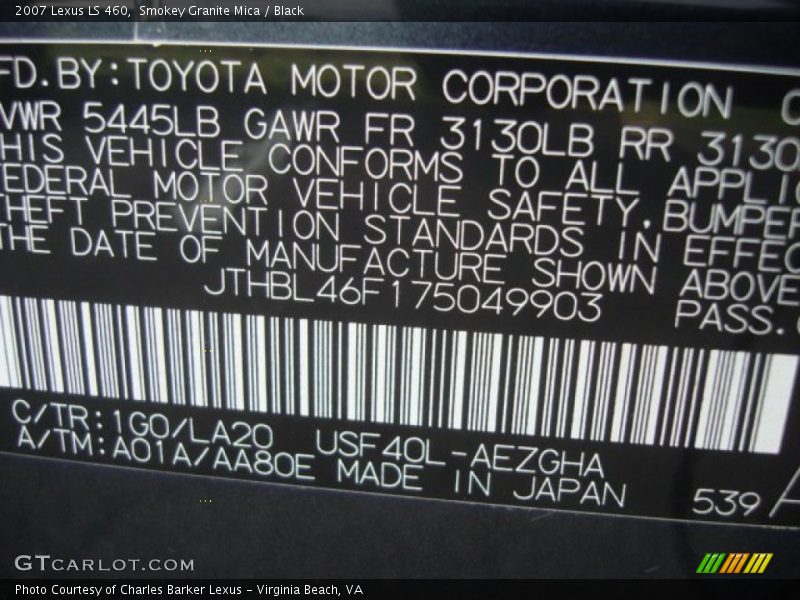 2007 Lexus LS 460, Smokey Granite Mica / Black
FD.BY:TOYOTA MOTOR CORPORATION
VWR 5445LB GAWR FR 3130LB RR 3130
HIS VEHICLE CONFORMS TO ALL APPLIC
EDERAL MOTOR VEHICLE SAFETY, BUMPER
THEFT PREVENTION STANDARDS IN EFFEC
THE DATE OF MANUFACTURE SHOWN ABOVE
JTHBL46F175049903 PASS.
C/TR:1G0/LA20 USF40L-AEZGHA
A/TM:A01A/AA80E MADE IN JAPAN 539
GTCARLOT.COM
Photo Courtesy of Charles Barker Lexus - Virginia Beach, VA